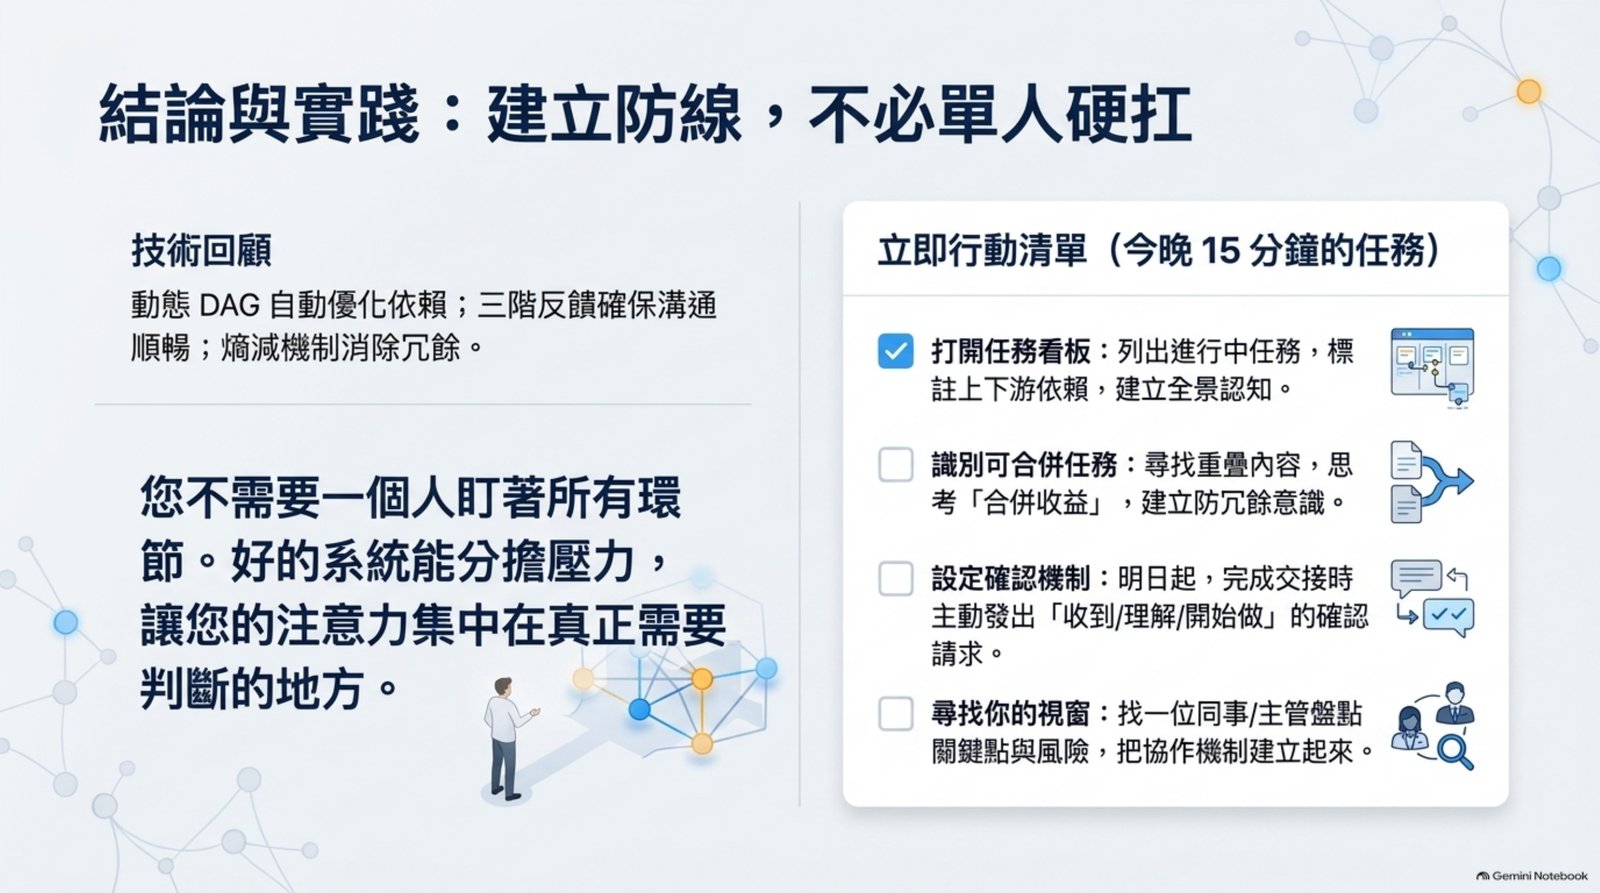 結論與實踐：建立防線，不必單人硬扛
技術回顧
動態 DAG 自動優化依賴；三階反饋確保溝通
順暢；熵減機制消除冗餘。
您不需要一個人盯著所有環
節。好的系統能分擔壓力，
讓您的注意力集中在真正需要
判斷的地方。
立即行動清單（今晚 15 分鐘的任務）
打開任務看板：列出進行中任務，標
註上下游依賴，建立全景認知。
識別可合併任務：尋找重疊內容，思
考「合併收益」，建立防冗餘意識。
設定確認機制：明日起，完成交接時
主動發出「收到/理解/開始做」的確認
請求。
尋找你的視窗：找一位同事/主管盤點
關鍵點與風險，把協作機制建立起來。
Gemini Notebook